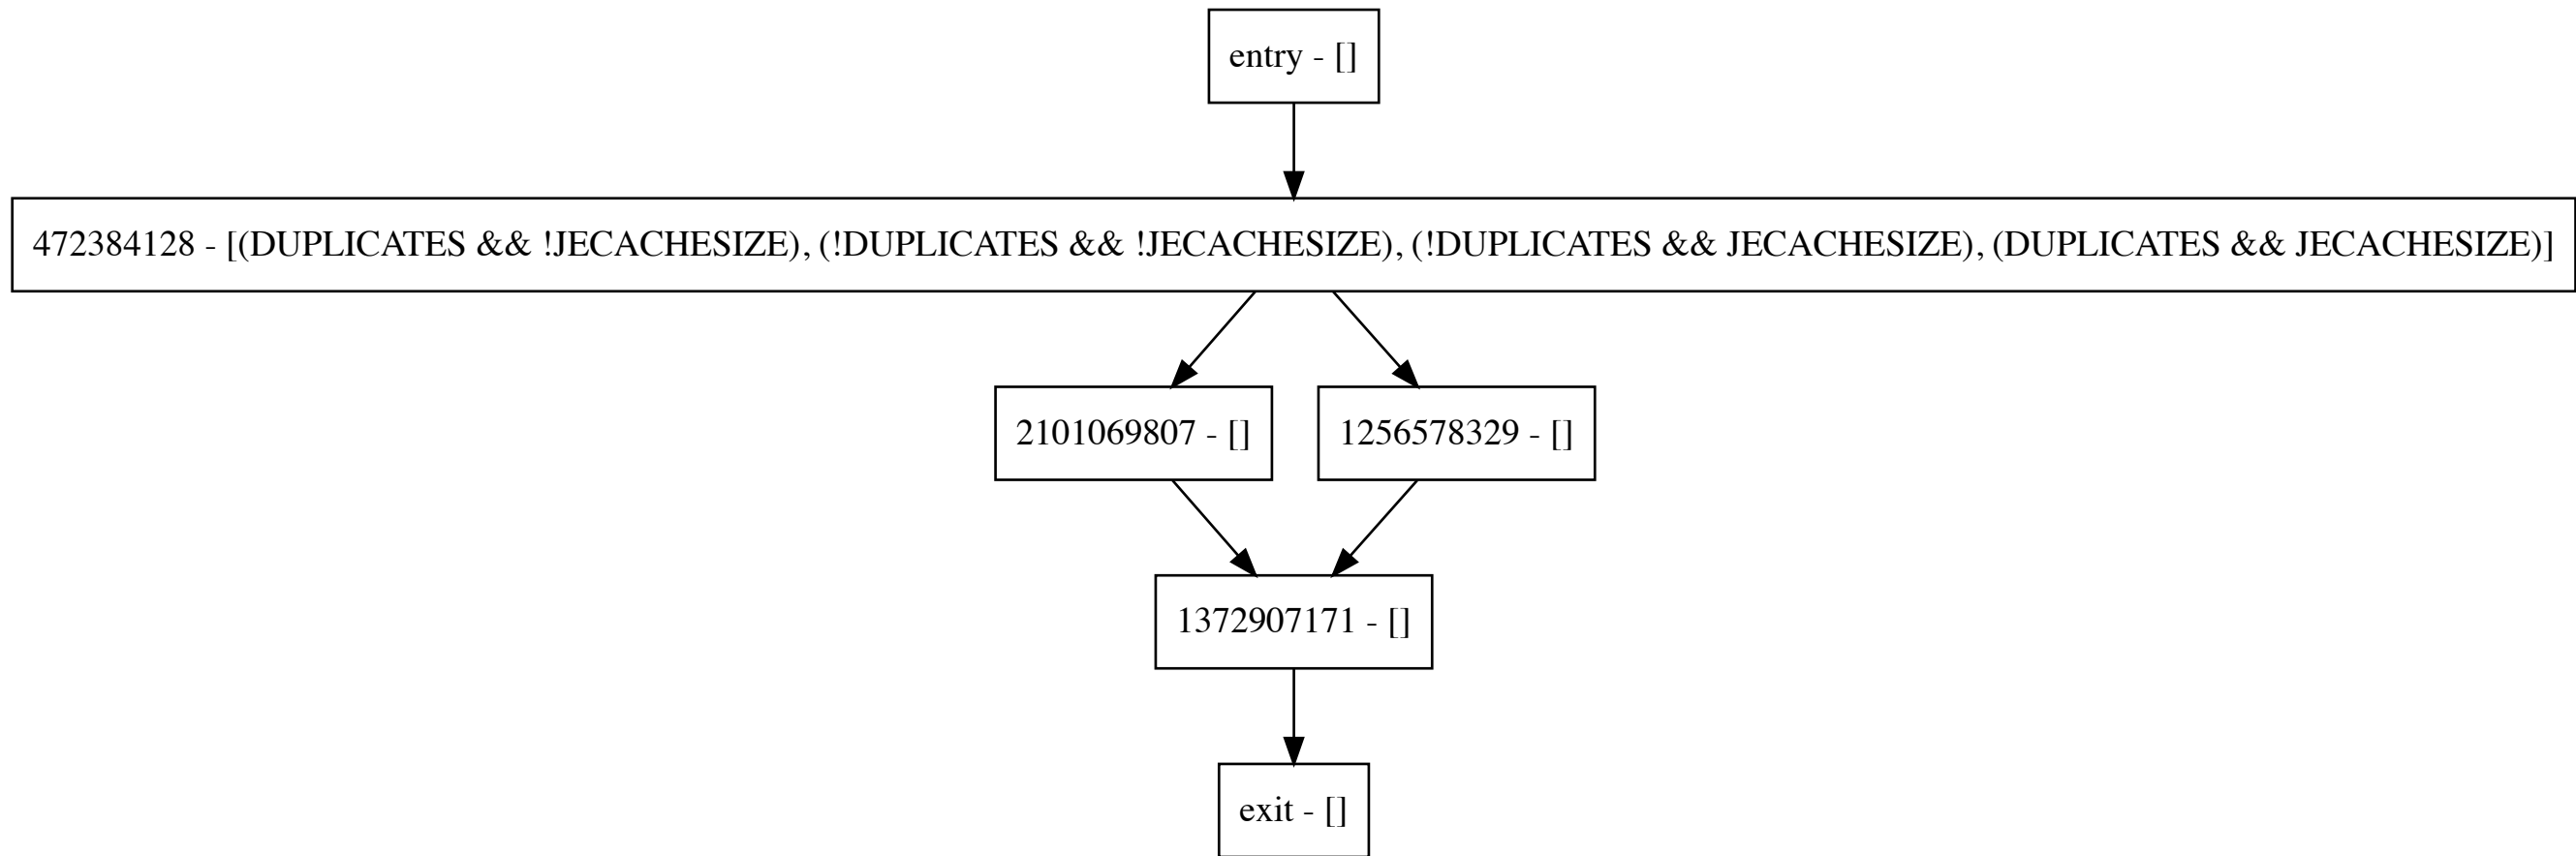 entry - []
472384128 - [(DUPLICATES && !JECACHESIZE), (!DUPLICATES && !JECACHESIZE), (!DUPLICATES && JECACHESIZE), (DUPLICATES && JECACHESIZE)]
2101069807 - []
1256578329 - []
1372907171 - []
exit - []